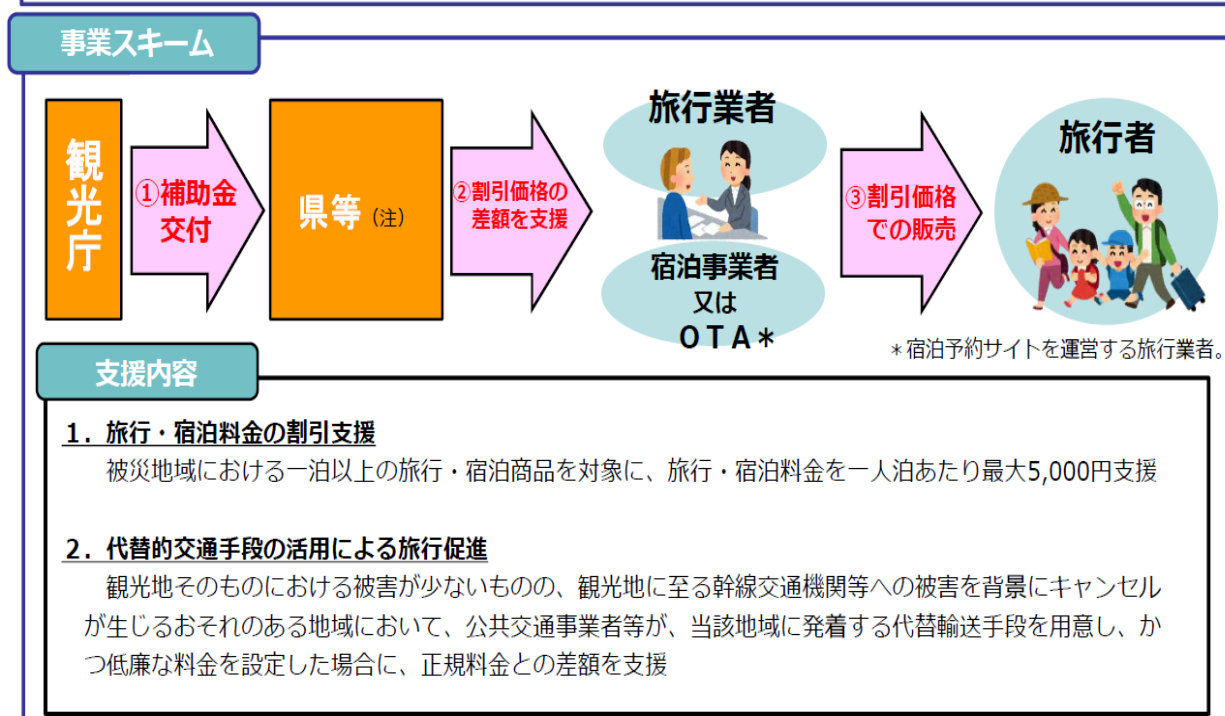 事業スキーム
観光庁
①補助金
交付
県等（注）
②割引価格の
差額を支援
旅行業者
宿泊事業者
又は
ＯＴＡ＊
③割引価格
での販売
旅行者
＊宿泊予約サイトを運営する旅行業者。
支援内容
１．旅行・宿泊料金の割引支援
被災地域における一泊以上の旅行・宿泊商品を対象に、旅行・宿泊料金を一人泊あたり最大5,000円支援
２．代替的交通手段の活用による旅行促進
観光地そのものにおける被害が少ないものの、観光地に至る幹線交通機関等への被害を背景にキャンセル
が生じるおそれのある地域において、公共交通事業者等が、当該地域に発着する代替輸送手段を用意し、か
つ低廉な料金を設定した場合に、正規料金との差額を支援